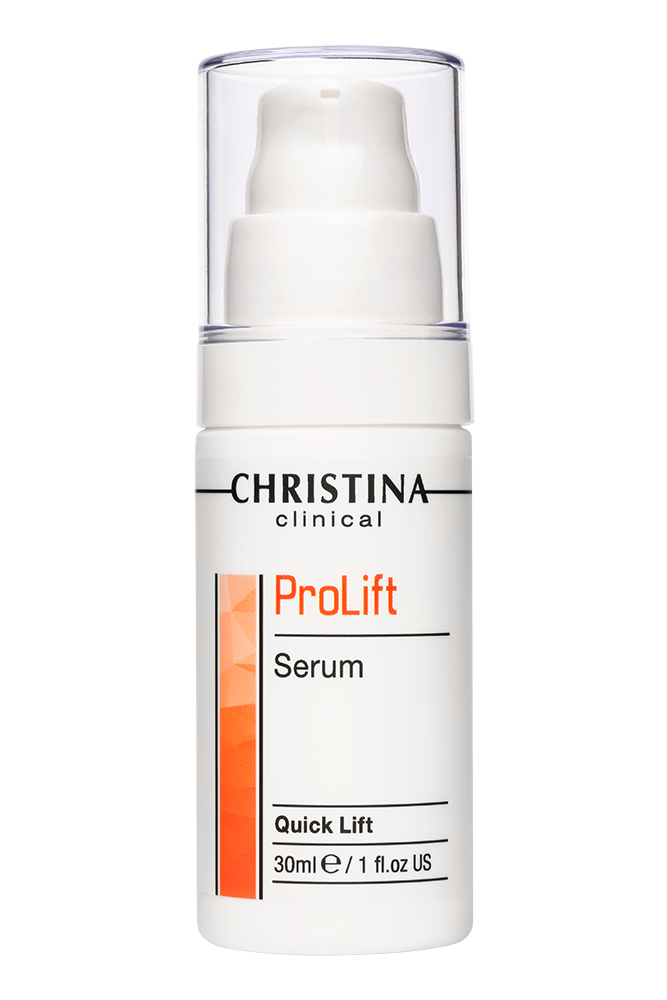 CHRISTINA
clinical
ProLift
Serum
Quick Lift
30ml ℮ / 1 fl.oz US